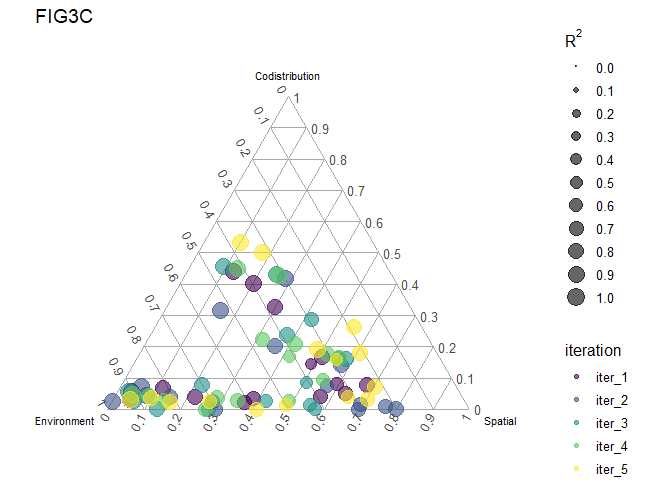 FIG3C
Codistribution
0 1
0.1 0.9
0.2 0.8
0.3 0.7
0.4 0.6
0.5 0.5
0.6 0.4
0.7 0.3
0.8 0.2
0.9 0.1
1 0
Environment Spatial
0 0.1 0.2 0.3 0.4 0.5 0.6 0.7 0.8 0.9 1
R2
0.0
0.1
0.2
0.3
0.4
0.5
0.6
0.7
0.8
0.9
1.0
iteration
iter_1
iter_2
iter_3
iter_4
iter_5